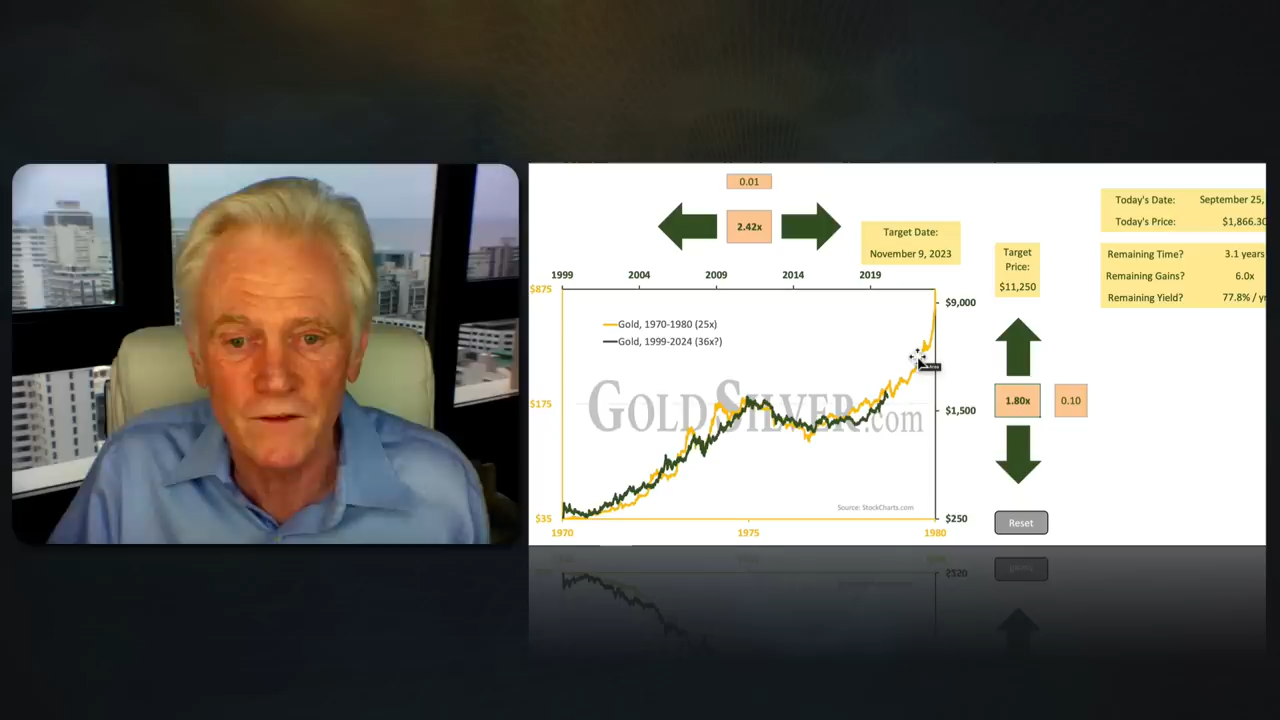 0.01
2.42x
Target Date:
November 9, 2023
Today's Date: September 25,
Today's Price: $1,866.30
Target
Price:
$11,250
Remaining Time? 3.1 years
Remaining Gains? 6.0x
Remaining Yield? 77.8% / yr
1999 2004 2009 2014 2019
$875
$9,000
Gold, 1970-1980 (25x)
Gold, 1999-2024 (36x?)
GOLDSILVER.com
$175
$1,500
1.80x
0.10
Source: StockCharts.com
$35
$250
1970 1975 1980
Reset